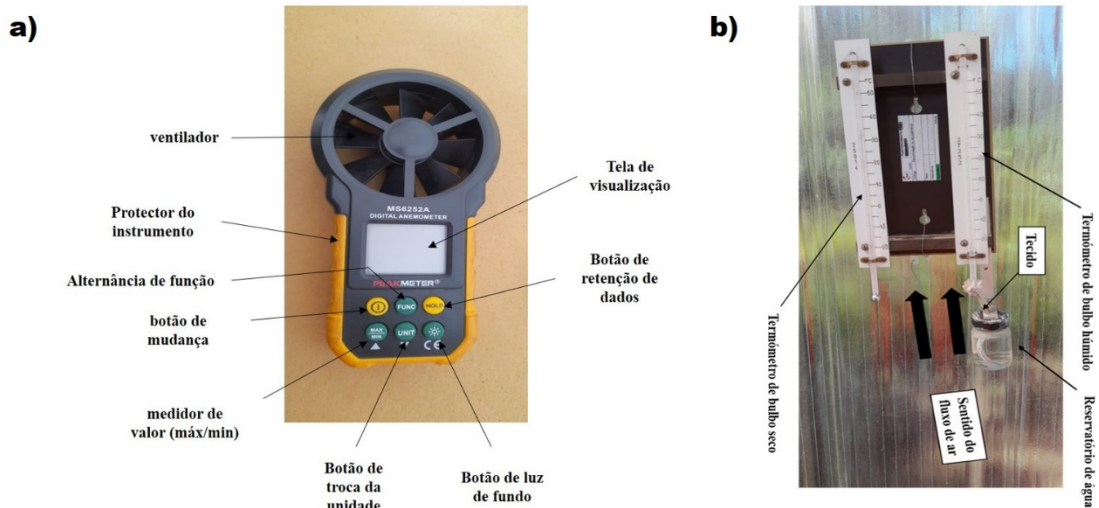 a)
ventilador
Protector do
instrumento
Alternância de função
botão de
mudança
medidor de
valor (máx/min)
Botão de
troca da
unidade
Botão de luz
de fundo
Tela de
visualização
Botão de
retenção de
dados
MS6252A
DIGITAL ANEMOMETER
PEAKMETER®
FUNC
HOLD
MAX
MIN
UNIT
CE
b)
Termómetro de bulbo seco
Sentido do
fluxo de ar
Tecido
Termómetro de bulbo húmido
Reservatório de água
°C